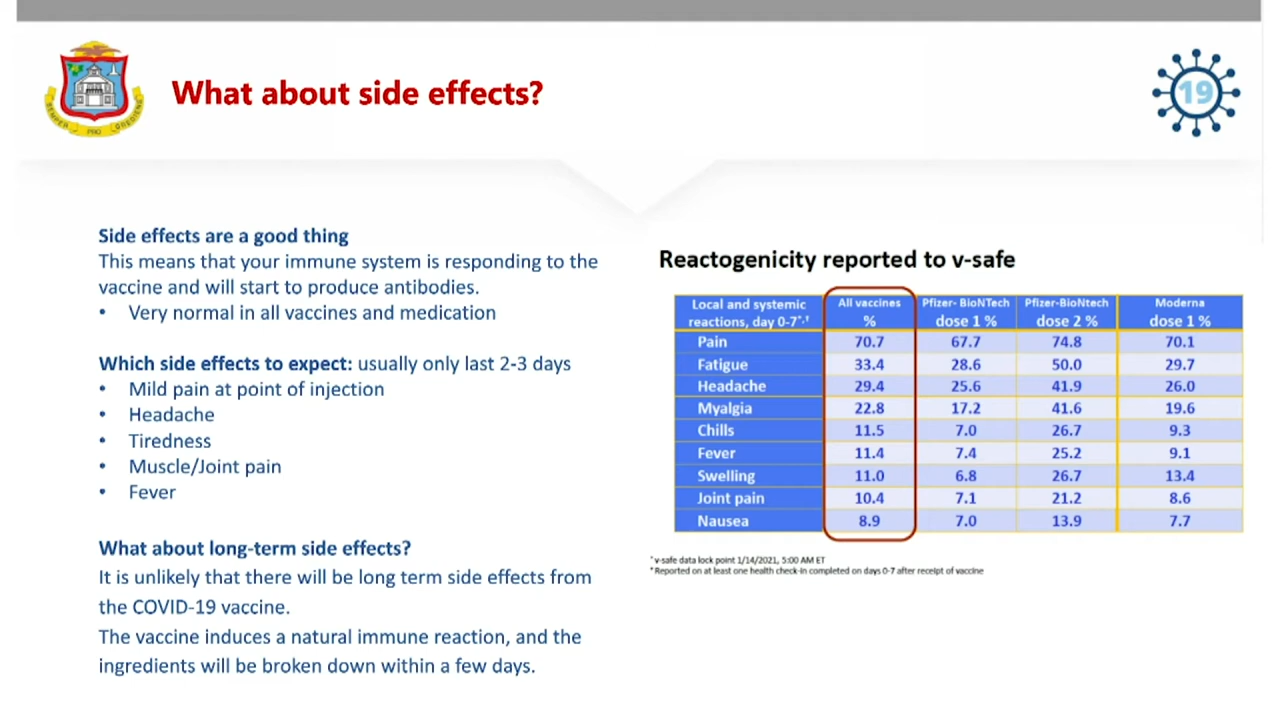 What about side effects?
19
SEMPER PRO GREDIENS
Side effects are a good thing
This means that your immune system is responding to the
vaccine and will start to produce antibodies.
• Very normal in all vaccines and medication
Which side effects to expect: usually only last 2-3 days
• Mild pain at point of injection
• Headache
• Tiredness
• Muscle/Joint pain
• Fever
What about long-term side effects?
It is unlikely that there will be long term side effects from
the COVID-19 vaccine.
The vaccine induces a natural immune reaction, and the
ingredients will be broken down within a few days.
Reactogenicity reported to v-safe
Local and systemic reactions, day 0-7*,† All vaccines % Pfizer- BioNTech dose 1 % Pfizer-BioNtech dose 2 % Moderna dose 1 %
Pain 70.7 67.7 74.8 70.1
Fatigue 33.4 28.6 50.0 29.7
Headache 29.4 25.6 41.9 26.0
Myalgia 22.8 17.2 41.6 19.6
Chills 11.5 7.0 26.7 9.3
Fever 11.4 7.4 25.2 9.1
Swelling 11.0 6.8 26.7 13.4
Joint pain 10.4 7.1 21.2 8.6
Nausea 8.9 7.0 13.9 7.7
* v-safe data lock point 1/14/2021, 5:00 AM ET
* Reported on at least one health check-in completed on days 0-7 after receipt of vaccine